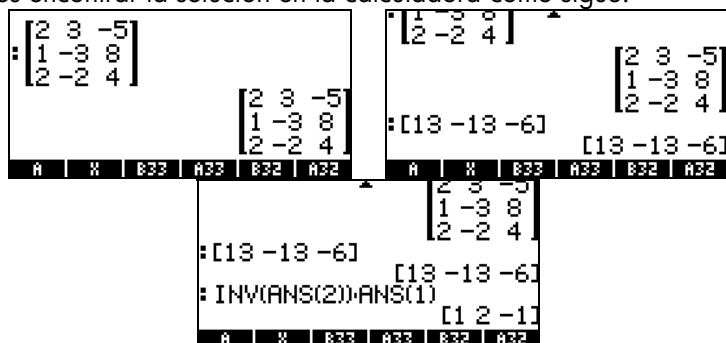 os encontrar la solución en la calculadora como sigue:
[2 3 -5]
:[1 -3 8]
[2 -2 4]
[2 3 -5]
[1 -3 8]
[2 -2 4]
A X B33 A33 B32 A32
[1 -3 8]
:[2 -2 4]
[2 3 -5]
[1 -3 8]
[2 -2 4]
:[13 -13 -6]
[13 -13 -6]
A X B33 A33 B32 A32
[2 3 -5]
[1 -3 8]
[2 -2 4]
:[13 -13 -6]
[13 -13 -6]
: INV(ANS(2))·ANS(1)
[1 2 -1]
A X B33 A33 B32 A32